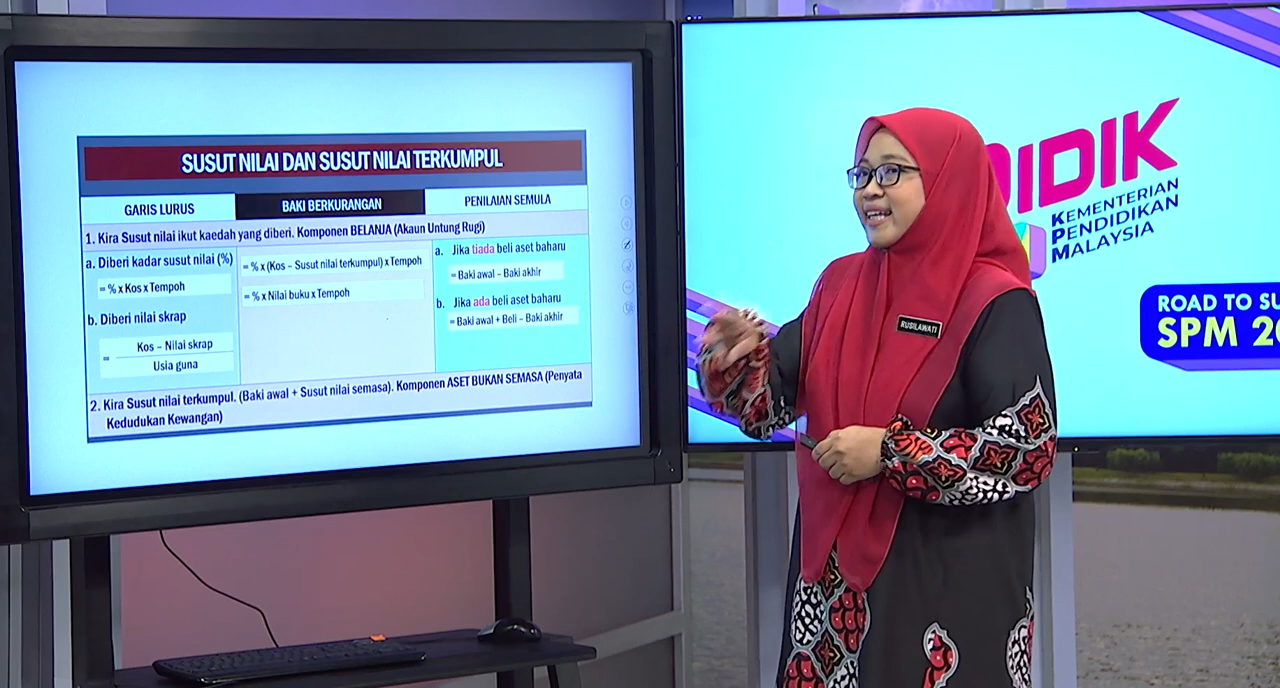 SUSUT NILAI DAN SUSUT NILAI TERKUMPUL
GARIS LURUS
BAKI BERKURANGAN
PENILAIAN SEMULA
1. Kira Susut nilai ikut kaedah yang diberi. Komponen BELANJA (Akaun Untung Rugi)
a. Diberi kadar susut nilai (%)
= % x Kos x Tempoh
b. Diberi nilai skrap
= Kos – Nilai skrap
Usia guna
= % x (Kos – Susut nilai terkumpul) x Tempoh
= % x Nilai buku x Tempoh
a. Jika tiada beli aset baharu
= Baki awal – Baki akhir
b. Jika ada beli aset baharu
= Baki awal + Beli – Baki akhir
2. Kira Susut nilai terkumpul. (Baki awal + Susut nilai semasa). Komponen ASET BUKAN SEMASA (Penyata
Kedudukan Kewangan)
RUSILAWATI
DIDIK
KEMENTERIAN
PENDIDIKAN
MALAYSIA
ROAD TO SU
SPM 20